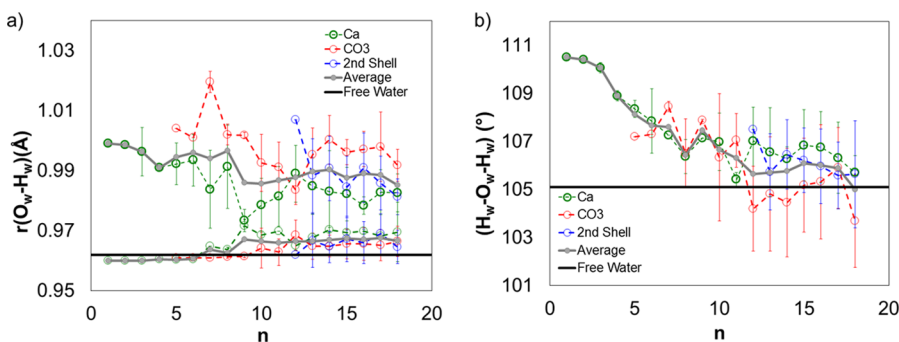 a)
r(Ow-Hw)(Å)
1.03
1.01
0.99
0.97
0.95
0 5 10 15 20
n
Ca
CO3
2nd Shell
Average
Free Water
b)
(Hw-Ow-Hw) (°)
111
109
107
105
103
101
0 5 10 15 20
n
Ca
CO3
2nd Shell
Average
Free Water